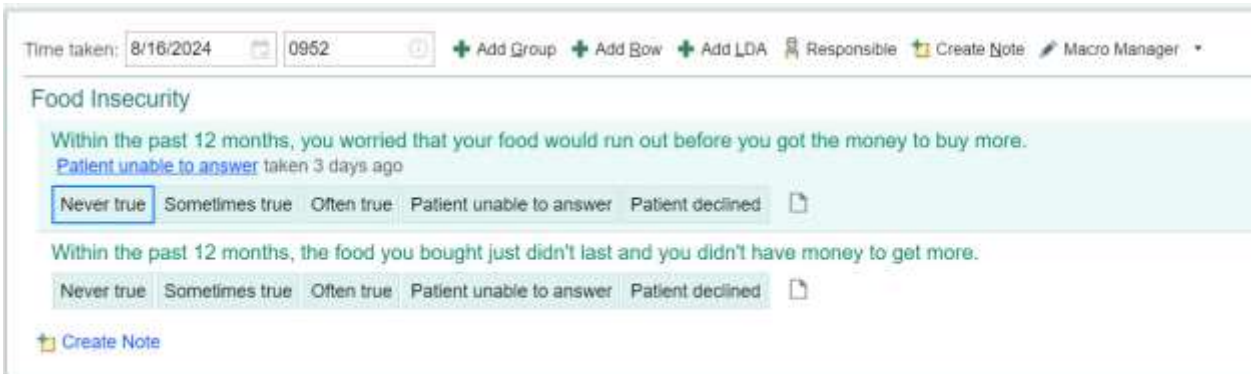 Time taken: 8/16/2024 0952 Add Group Add Row Add LDA Responsible Create Note Macro Manager
Food Insecurity
Within the past 12 months, you worried that your food would run out before you got the money to buy more.
Patient unable to answer taken 3 days ago
Never true Sometimes true Often true Patient unable to answer Patient declined
Within the past 12 months, the food you bought just didn't last and you didn't have money to get more.
Never true Sometimes true Often true Patient unable to answer Patient declined
Create Note